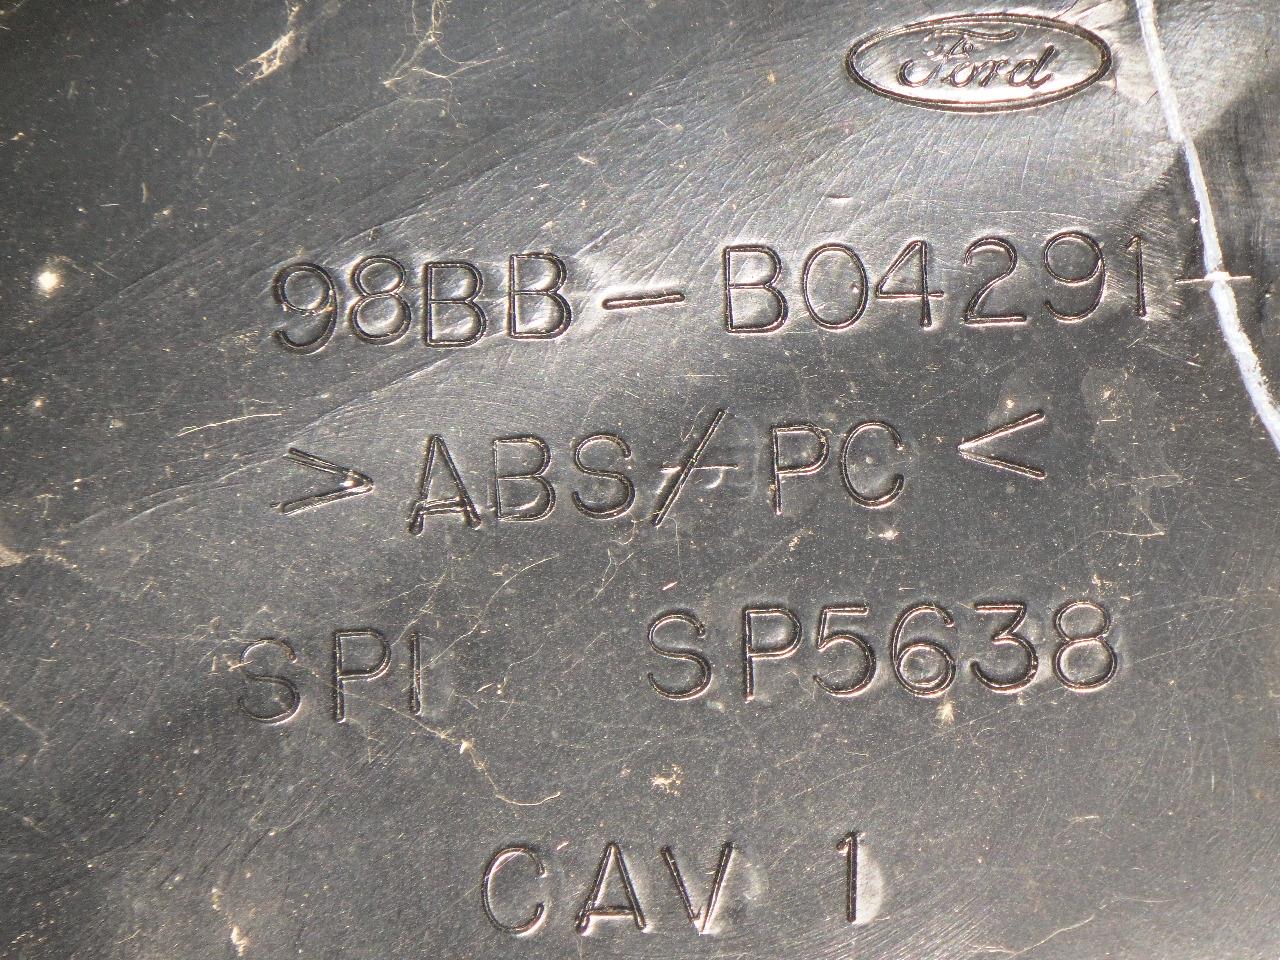 Ford
98BB-B04291
>ABS/PC<
SPI SP5638
CAV 1